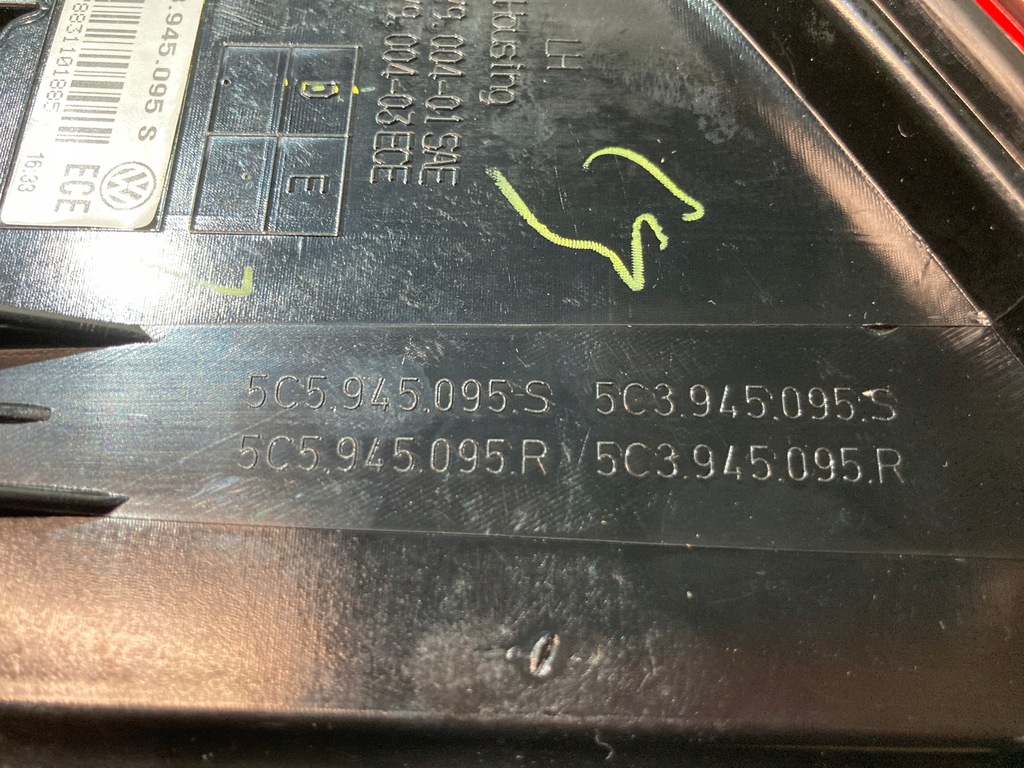 .945.095 S
ECE
16:33
D
E
Housing
LH
.004-01 SAE
.004-03 ECE
5C5.945.095.S 5C3.945.095.S
5C5.945.095.R 5C3.945.095.R